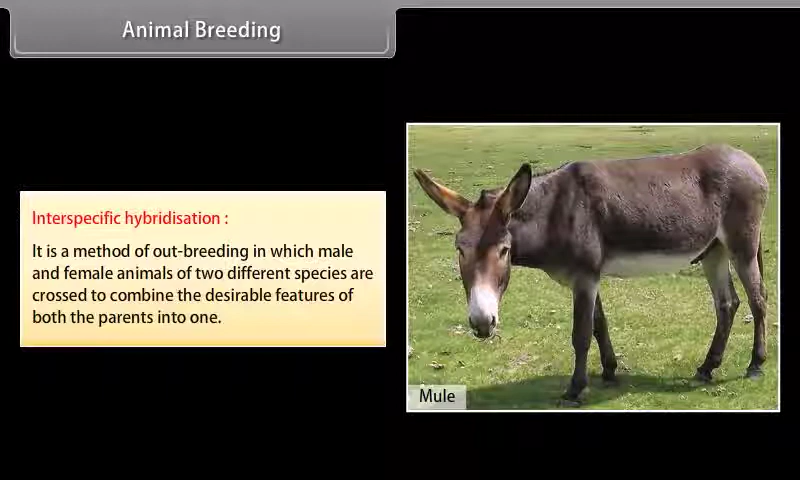 Animal Breeding
Interspecific hybridisation :
It is a method of out-breeding in which male
and female animals of two different species are
crossed to combine the desirable features of
both the parents into one.
Mule